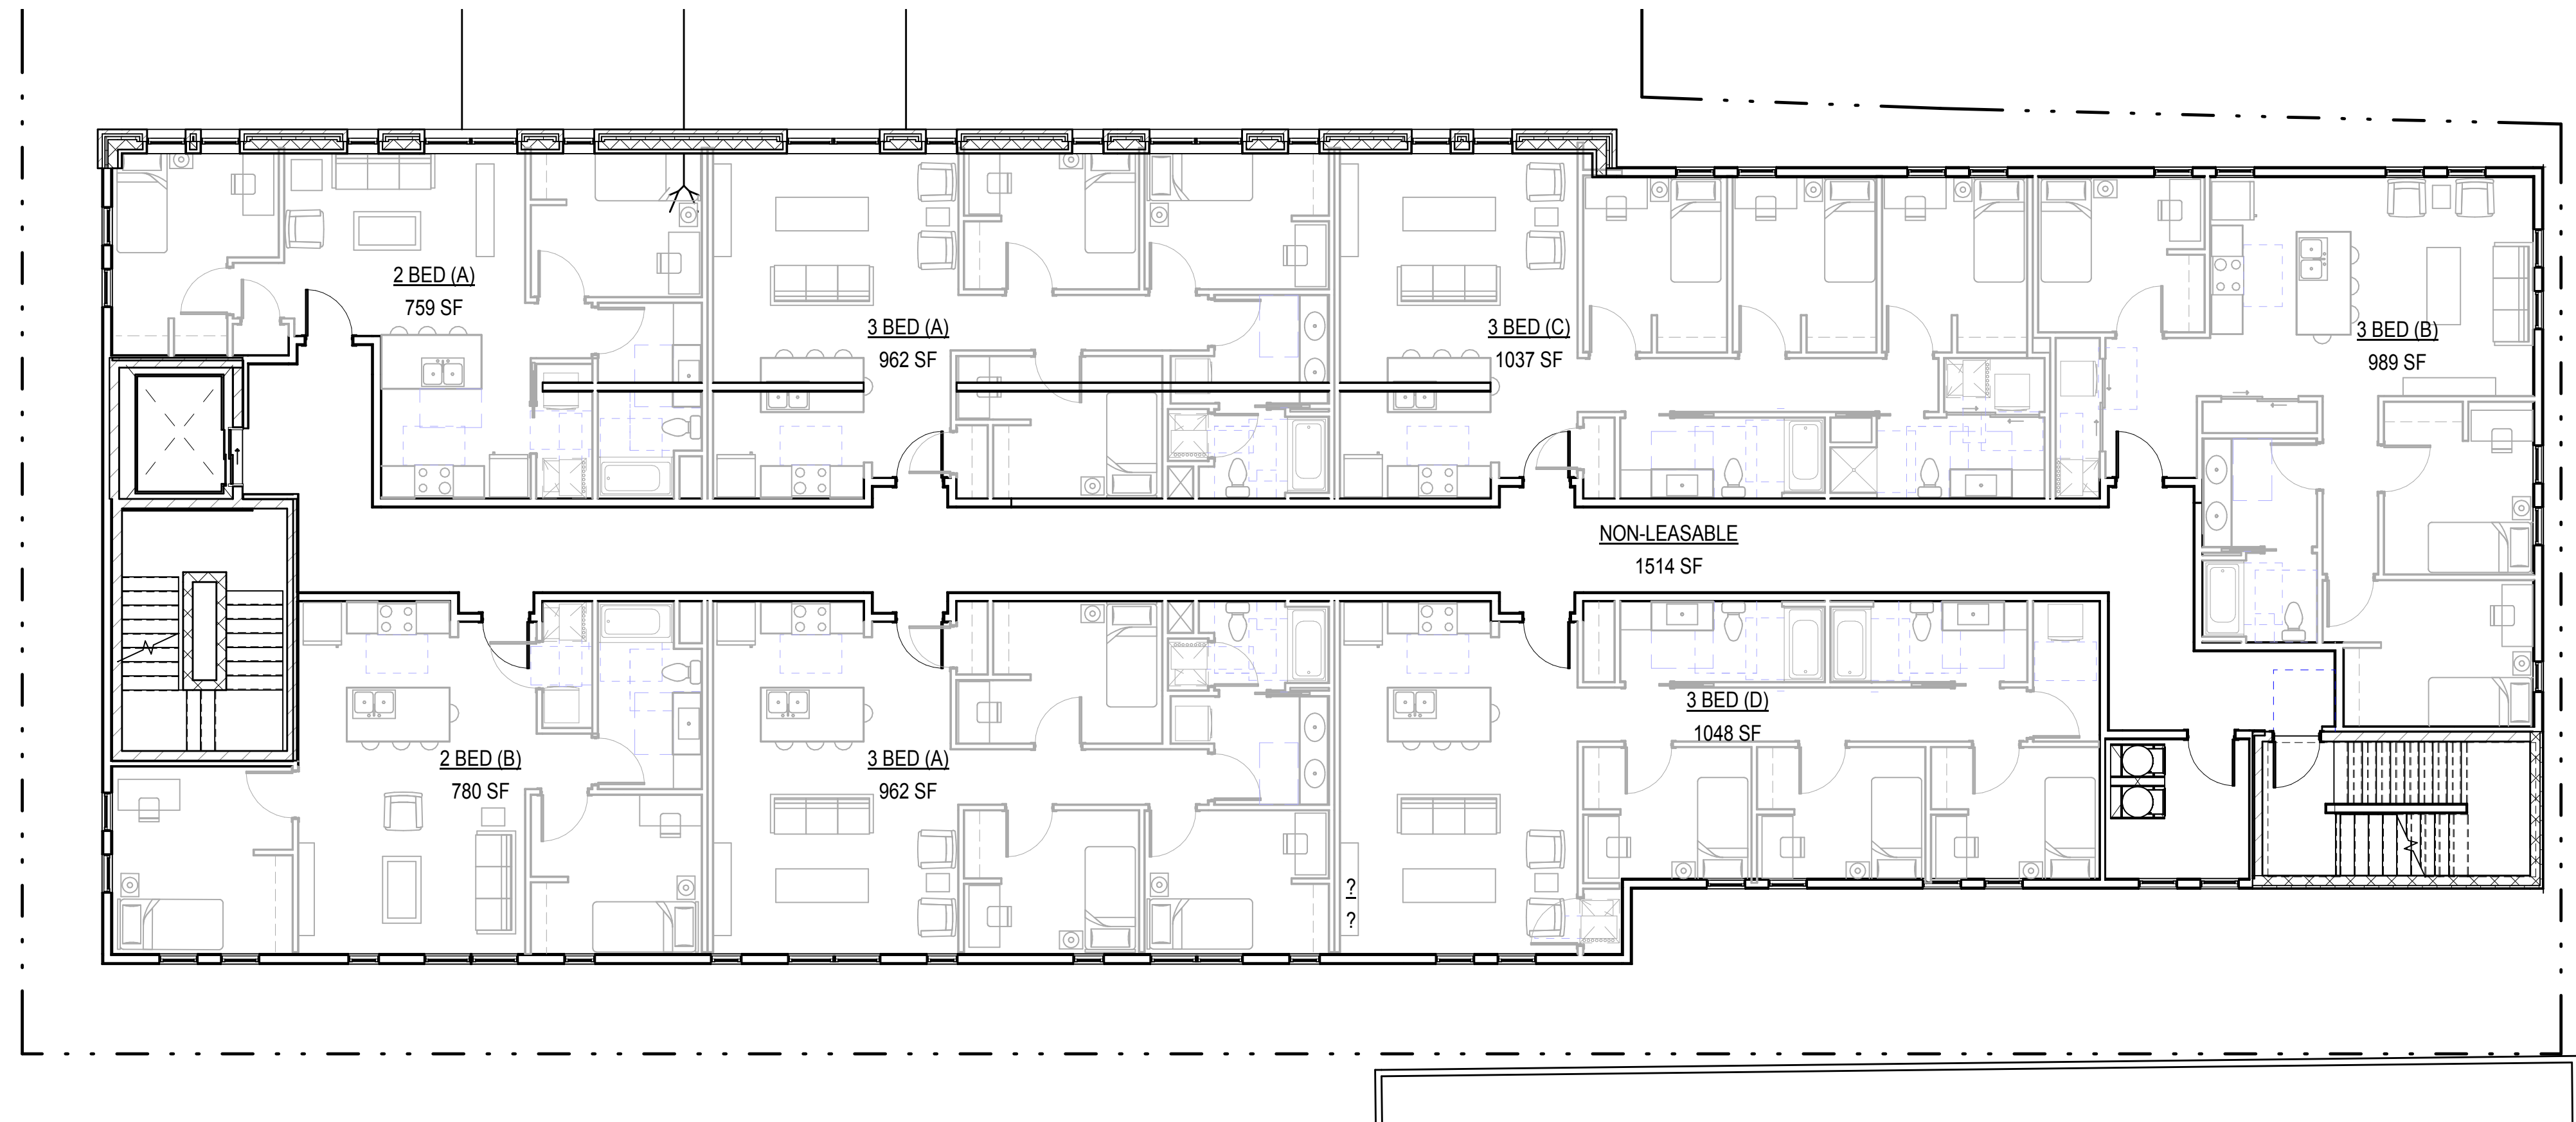 2 BED (A)
759 SF
3 BED (A)
962 SF
3 BED (C)
1037 SF
3 BED (B)
989 SF
NON-LEASABLE
1514 SF
2 BED (B)
780 SF
3 BED (A)
962 SF
3 BED (D)
1048 SF
?
?